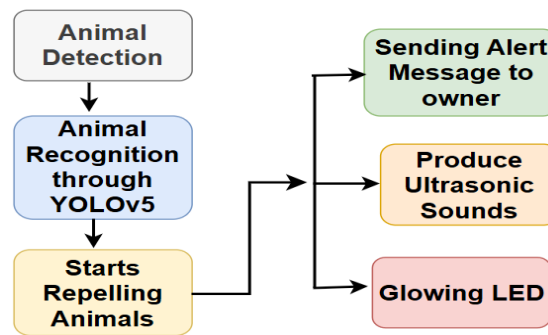 Animal
Detection
Animal
Recognition
through
YOLOv5
Starts
Repelling
Animals
Sending Alert
Message to
owner
Produce
Ultrasonic
Sounds
Glowing LED